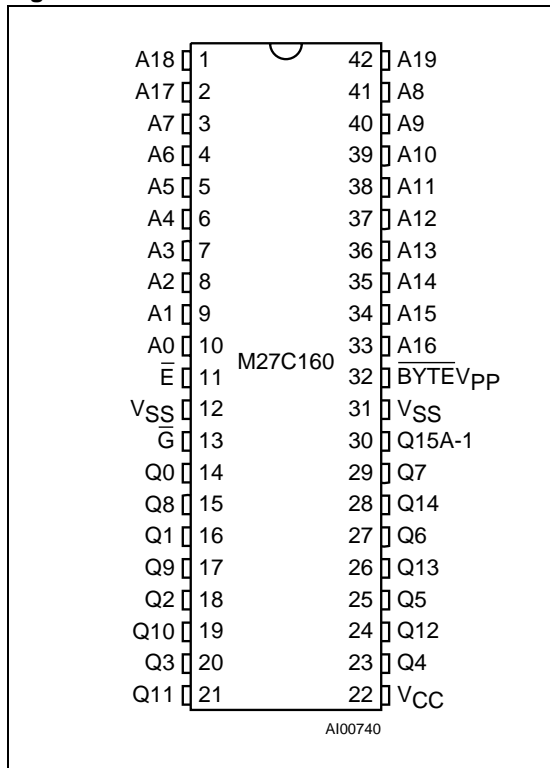 A18 1 42 A19
A17 2 41 A8
A7 3 40 A9
A6 4 39 A10
A5 5 38 A11
A4 6 37 A12
A3 7 36 A13
A2 8 35 A14
A1 9 34 A15
A0 10 33 A16
M27C160
E̅ 11 32 B̅Y̅T̅E̅VPP
VSS 12 31 VSS
G̅ 13 30 Q15A-1
Q0 14 29 Q7
Q8 15 28 Q14
Q1 16 27 Q6
Q9 17 26 Q13
Q2 18 25 Q5
Q10 19 24 Q12
Q3 20 23 Q4
Q11 21 22 VCC
AI00740